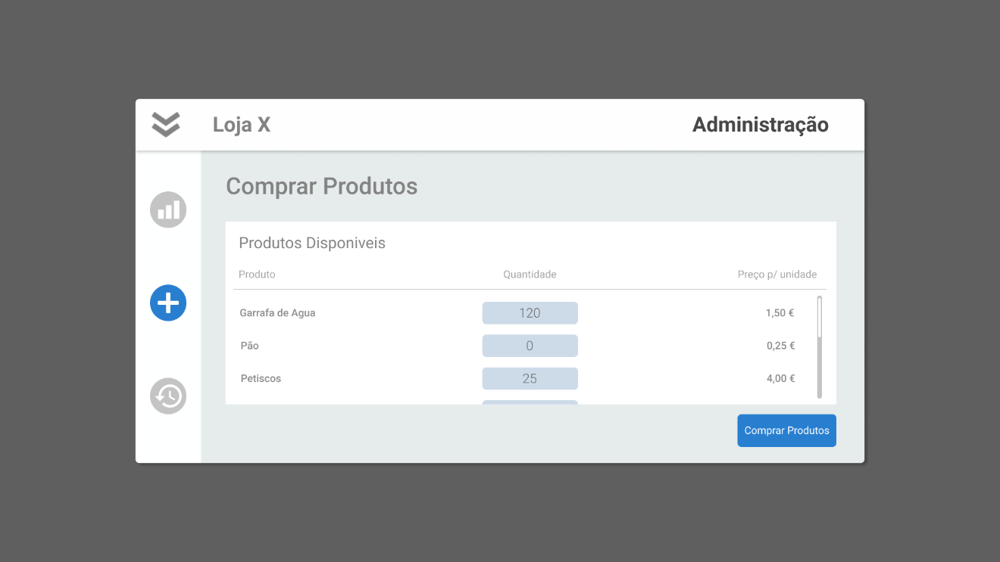 Loja X
Administração
Comprar Produtos
Produtos Disponiveis
Produto Quantidade Preço p/ unidade
Garrafa de Agua 120 1,50 €
Pão 0 0,25 €
Petiscos 25 4,00 €
Comprar Produtos